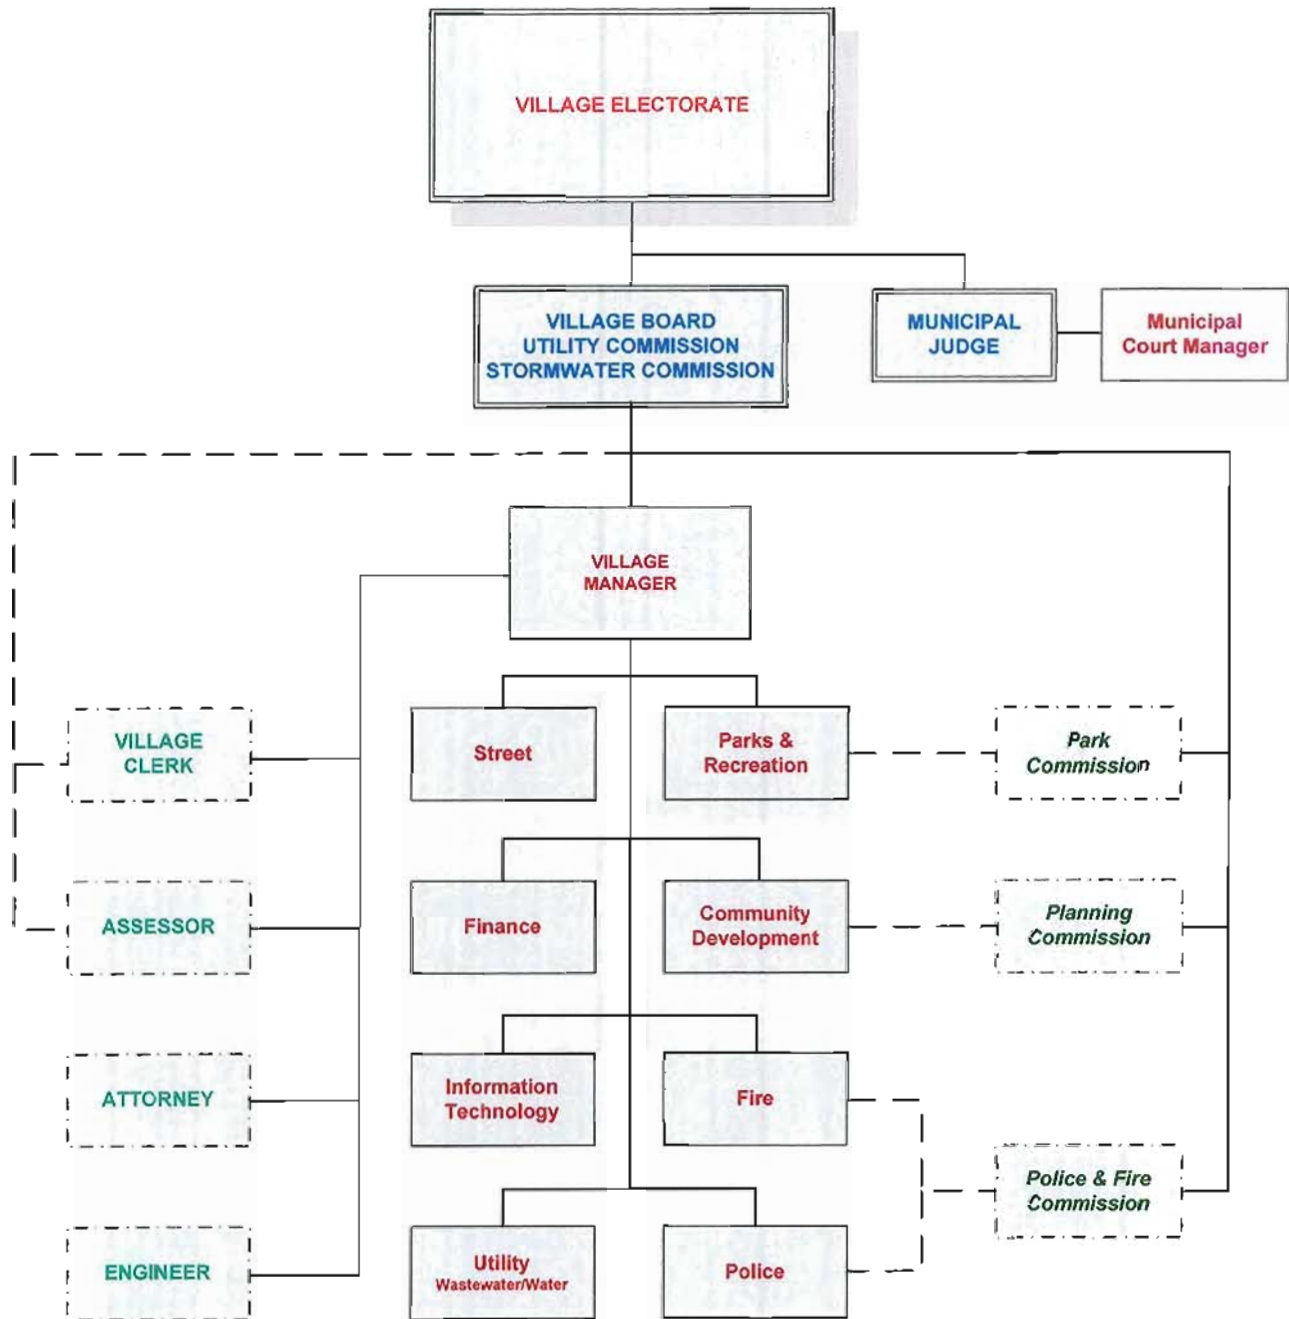 VILLAGE ELECTORATE
VILLAGE BOARD
UTILITY COMMISSION
STORMWATER COMMISSION
MUNICIPAL
JUDGE
Municipal
Court Manager
VILLAGE
MANAGER
VILLAGE
CLERK
Street
Parks &
Recreation
Park
Commission
ASSESSOR
Finance
Community
Development
Planning
Commission
ATTORNEY
Information
Technology
Fire
Police & Fire
Commission
ENGINEER
Utility
Wastewater/Water
Police